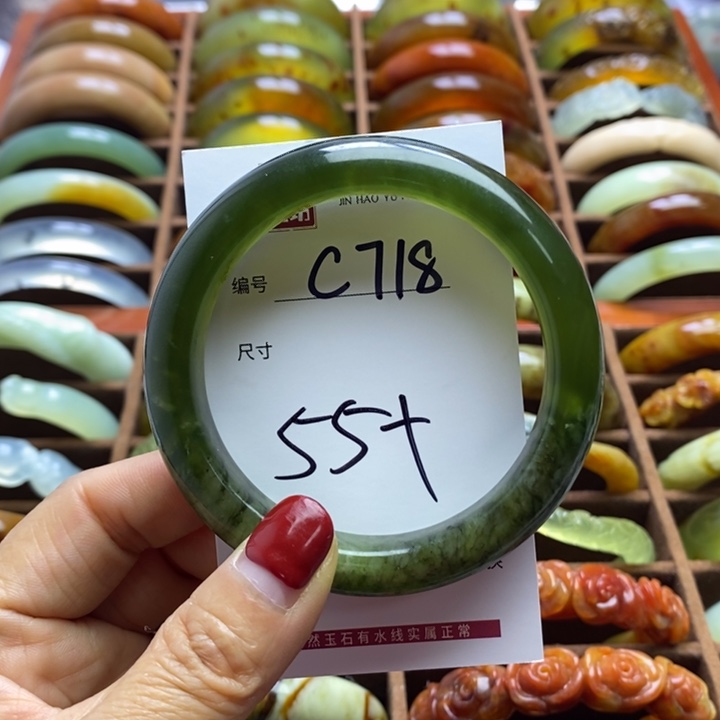 JIN HAO YU
编号 C718
尺寸
55+
然玉石有水线实属正常